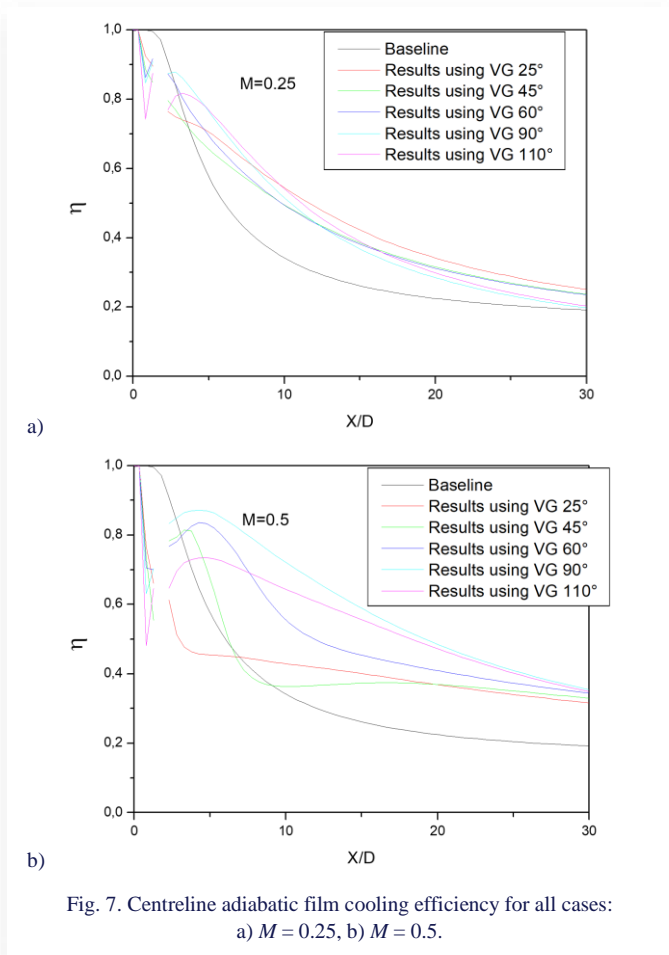 1,0
0,8
0,6
0,4
0,2
0,0
η
M=0.25
Baseline
Results using VG 25°
Results using VG 45°
Results using VG 60°
Results using VG 90°
Results using VG 110°
0 10 20 30
X/D
a)
1,0
0,8
0,6
0,4
0,2
0,0
η
M=0.5
Baseline
Results using VG 25°
Results using VG 45°
Results using VG 60°
Results using VG 90°
Results using VG 110°
0 10 20 30
X/D
b)
Fig. 7. Centreline adiabatic film cooling efficiency for all cases:
a) M = 0.25, b) M = 0.5.